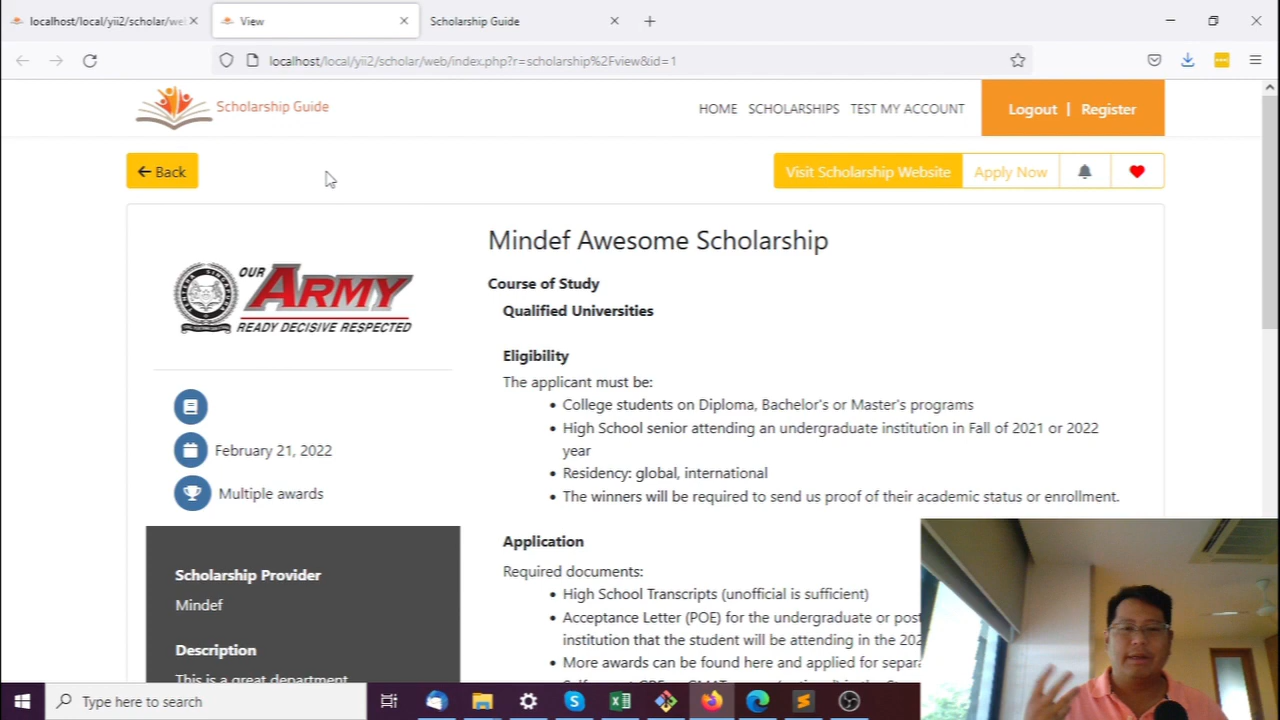 localhost/local/yii2/scholar/we
View
Scholarship Guide
localhost/local/yii2/scholar/web/index.php?r=scholarship%2Fview&id=1
Scholarship Guide
HOME SCHOLARSHIPS TEST MY ACCOUNT
Logout | Register
Back
Visit Scholarship Website
Apply Now
Mindef Awesome Scholarship
OUR ARMY
READY DECISIVE RESPECTED
Course of Study
Qualified Universities
Eligibility
The applicant must be:
• College students on Diploma, Bachelor's or Master's programs
• High School senior attending an undergraduate institution in Fall of 2021 or 2022
year
• Residency: global, international
• The winners will be required to send us proof of their academic status or enrollment.
February 21, 2022
Multiple awards
Application
Required documents:
• High School Transcripts (unofficial is sufficient)
• Acceptance Letter (POE) for the undergraduate or post
institution that the student will be attending in the 202
• More awards can be found here and applied for separ
Scholarship Provider
Mindef
Description
This is a great department
Type here to search